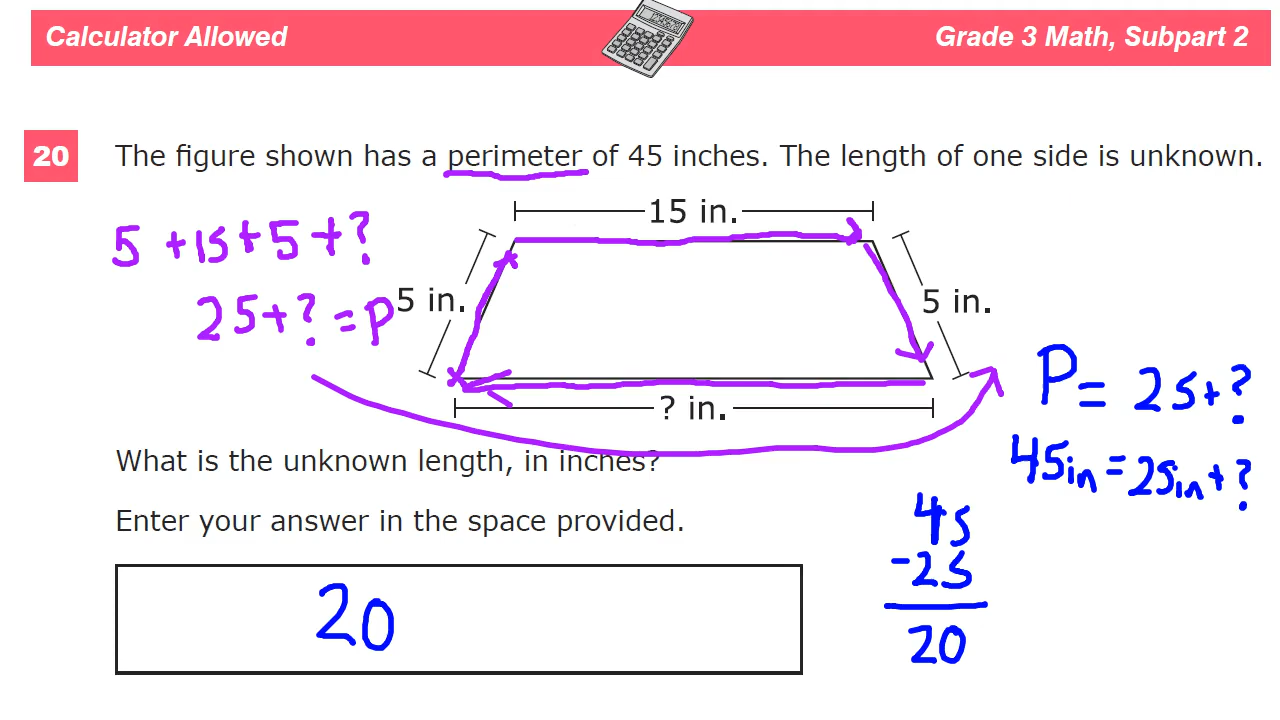 Calculator Allowed
Grade 3 Math, Subpart 2
20 The figure shown has a perimeter of 45 inches. The length of one side is unknown.
15 in.
5 + 15 + 5 + ?
25 + ? = P
5 in.
5 in.
? in.
P = 25 + ?
45in = 25in + ?
What is the unknown length, in inches?
Enter your answer in the space provided.
45
-25
20
20